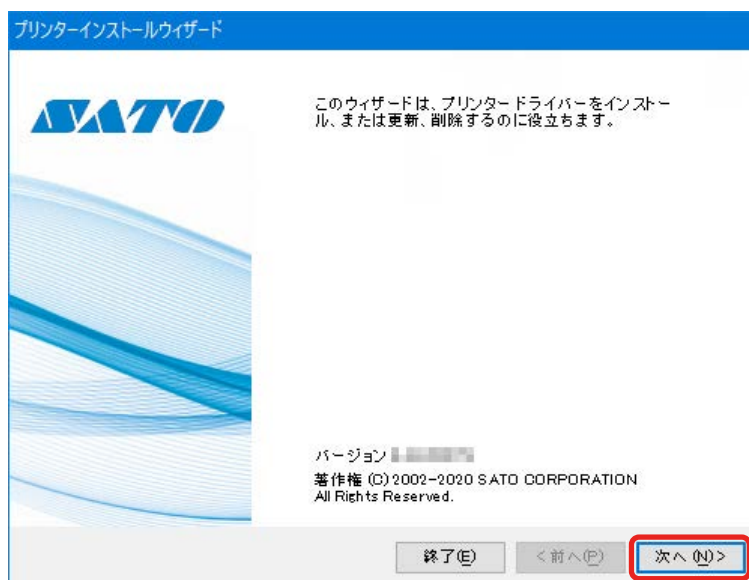 プリンターインストールウィザード
SATO
このウィザードは、プリンタードライバーをインストー
ル、または更新、削除するのに役立ちます。
バージョン
著作権 (C) 2002-2020 SATO CORPORATION
All Rights Reserved.
終了(E)
<前へ(P)
次へ(N)>